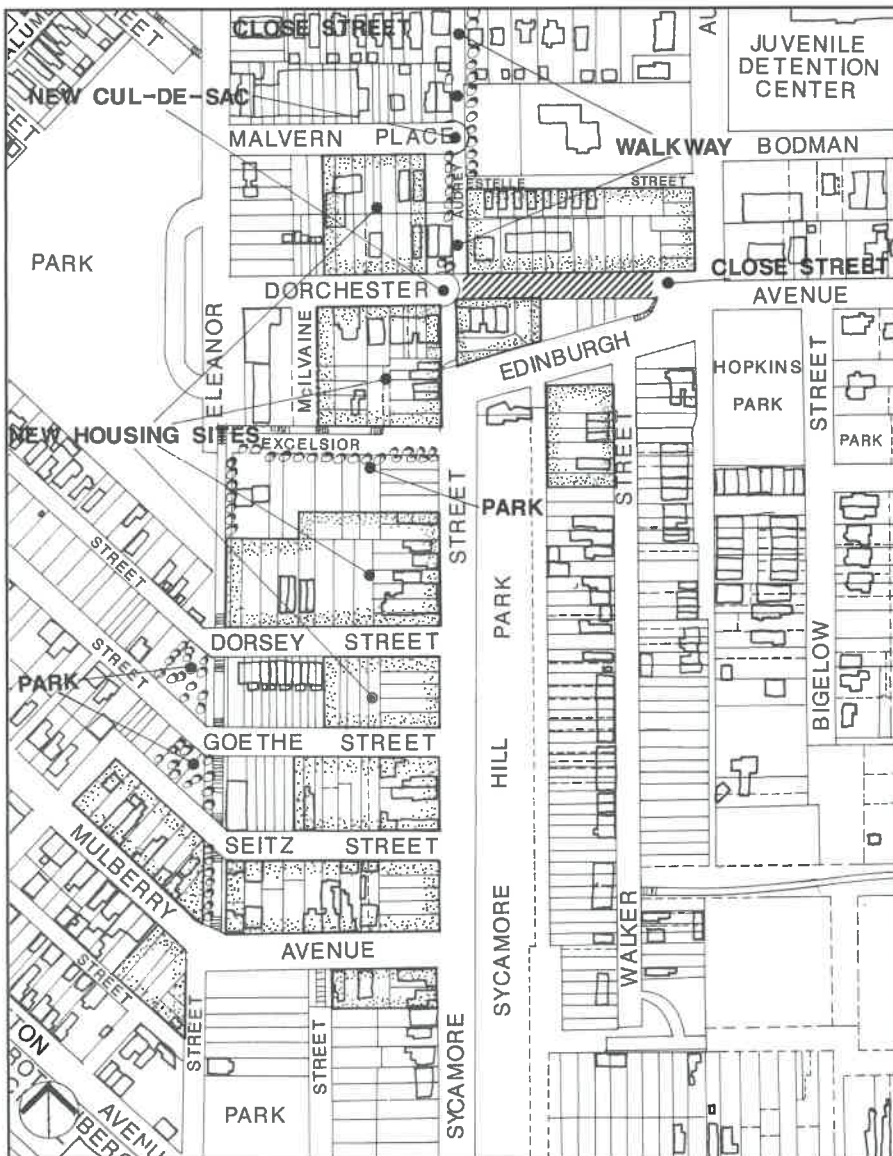 CLOSE STREET
JUVENILE
DETENTION
CENTER
STREET
NEW CUL-DE-SAC
MALVERN PLACE
WALKWAY
BODMAN
AUDREY
ESTELLE STREET
PARK
CLOSE STREET
DORCHESTER
AVENUE
ELEANOR
McILVAINE
EDINBURGH
HOPKINS
PARK
STREET
NEW HOUSING SITES
EXCELSIOR
PARK
STREET
STREET
PARK
STREET
PARK
DORSEY STREET
STREET
PARK
GOETHE STREET
BIGELOW
HILL
MULBERRY
SEITZ STREET
SYCAMORE
WALKER
AVENUE
STREET
STREET
STREET
SYCAMORE
PARK
AVENU